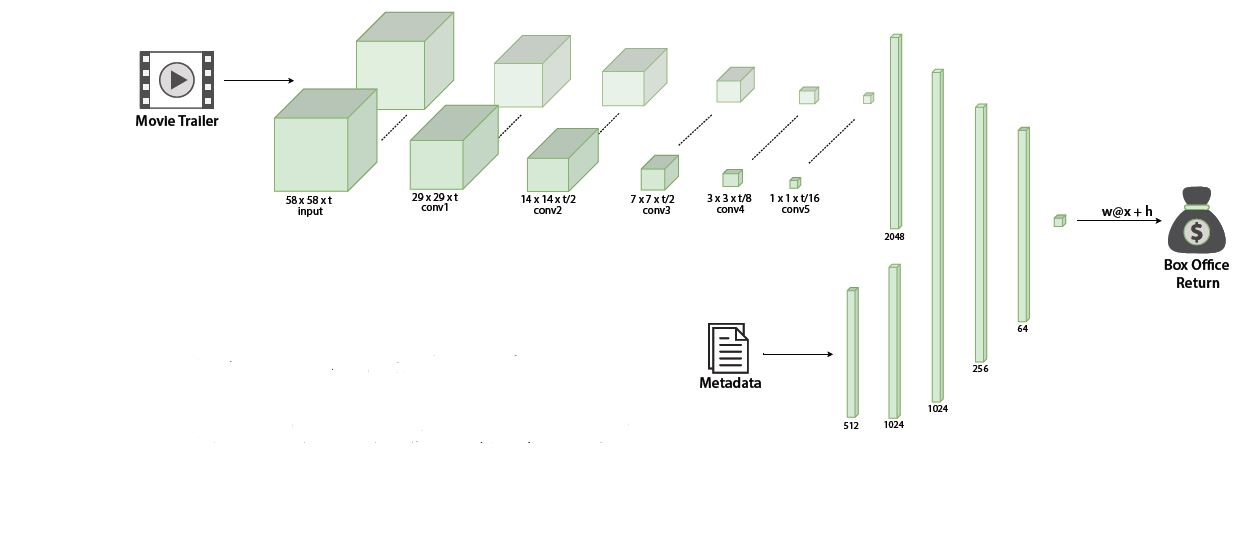 Movie Trailer
58 x 58 x t
input
29 x 29 x t
conv1
14 x 14 x t/2
conv2
7 x 7 x t/2
conv3
3 x 3 x t/8
conv4
1 x 1 x t/16
conv5
2048
Metadata
512
1024
1024
256
64
w@x + h
$
Box Office
Return